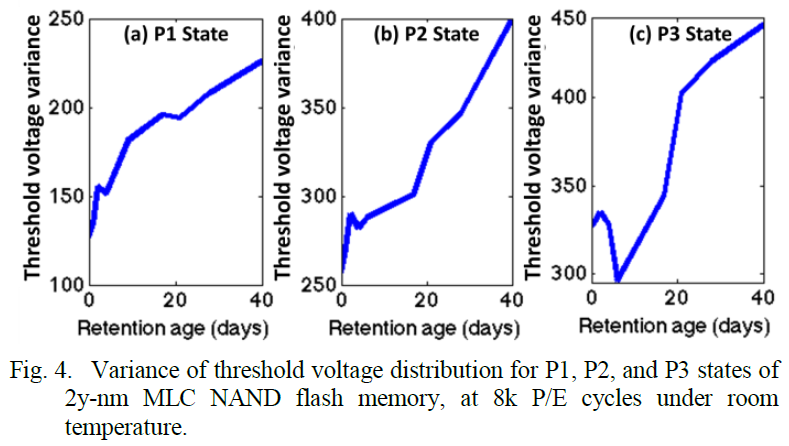 (a) P1 State
Threshold voltage variance
250
200
150
100
0
20
40
Retention age (days)
(b) P2 State
Threshold voltage variance
400
350
300
250
0
20
40
Retention age (days)
(c) P3 State
Threshold voltage variance
450
400
350
300
0
20
40
Retention age (days)
Fig. 4. Variance of threshold voltage distribution for P1, P2, and P3 states of
2y-nm MLC NAND flash memory, at 8k P/E cycles under room
temperature.